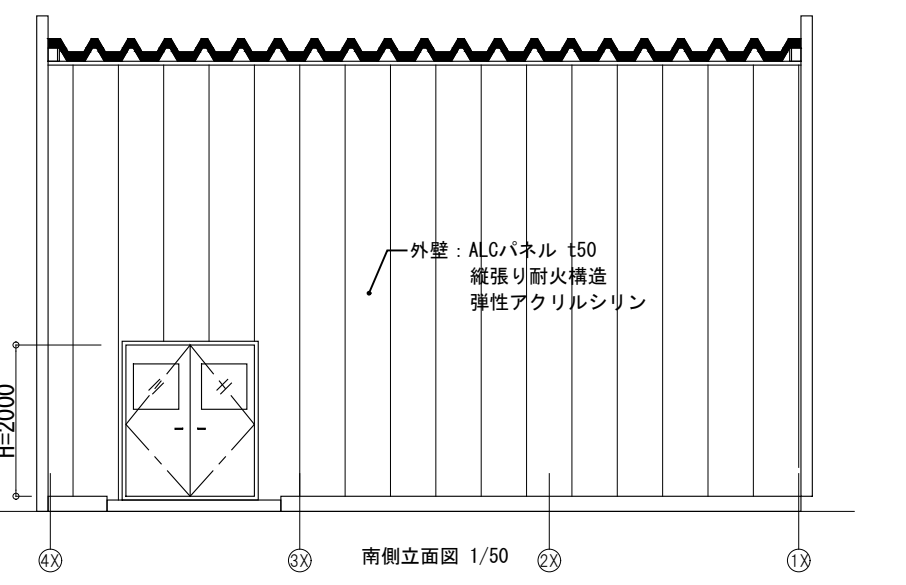 外壁：ALCパネル t50
縦張り耐火構造
弾性アクリルシリン
H=2000
4X
3X
南側立面図 1/50
2X
1X